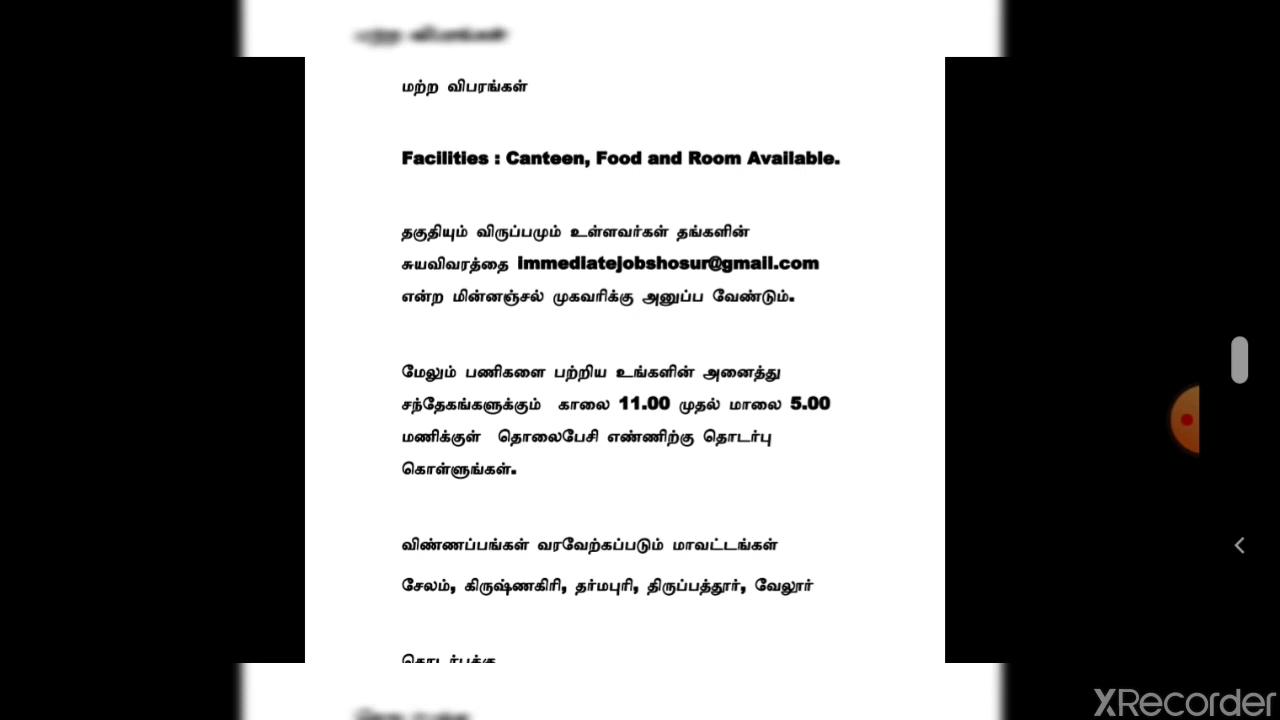 மற்ற விபரங்கள்
மற்ற விபரங்கள்
Facilities : Canteen, Food and Room Available.
தகுதியும் விருப்பமும் உள்ளவர்கள் தங்களின்
சுயவிவரத்தை immediatejobshosur@gmail.com
என்ற மின்னஞ்சல் முகவரிக்கு அனுப்ப வேண்டும்.
மேலும் பணிகளை பற்றிய உங்களின் அனைத்து
சந்தேகங்களுக்கும் காலை 11.00 முதல் மாலை 5.00
மணிக்குள் தொலைபேசி எண்ணிற்கு தொடர்பு
கொள்ளுங்கள்.
விண்ணப்பங்கள் வரவேற்கப்படும் மாவட்டங்கள்
சேலம், கிருஷ்ணகிரி, தர்மபுரி, திருப்பத்தூர், வேலூர்
XRecorder